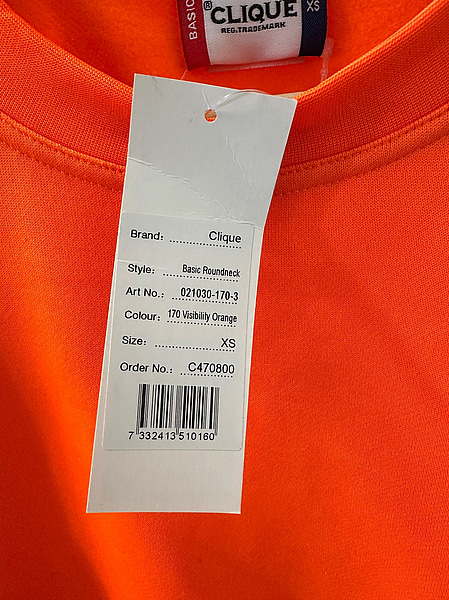 BASIC
® CLIQUE
XS
REG.TRADEMARK
Brand: Clique
Style: Basic Roundneck
Art No.: 021030-170-3
Colour: 170 Visibility Orange
Size: XS
Order No.: C470800
7 332413 510160